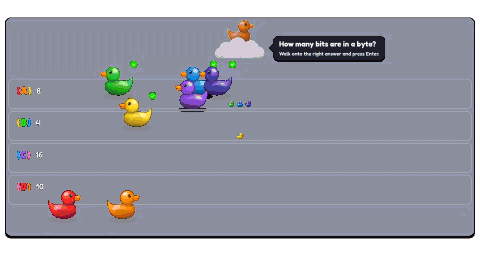 How many bits are in a byte?
Walk onto the right answer and press Enter.
(A) 8
(B) 4
(C) 16
(D) 10